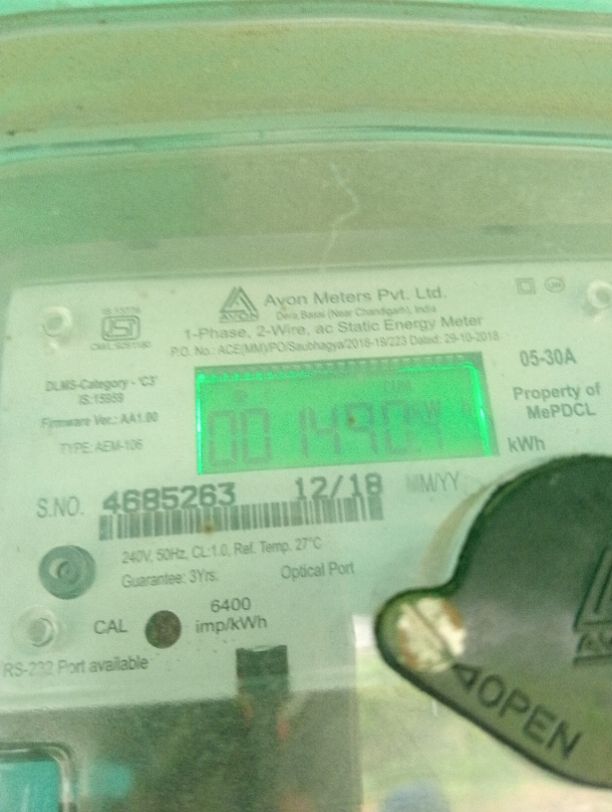 AVON
Avon Meters Pvt. Ltd.
Dera Bassi (Near Chandigarh), India
1-Phase, 2-Wire, ac Static Energy Meter
P.O. No.: ACE(MM)/PO/Saubhagya/2018-19/223 Dated: 29-10-2018
IS 13779
DLMS-Category - 'C3'
IS:15959
Firmware Ver.: AA1.00
TYPE: AEM-106
05-30A
Property of
MePDCL
kWh
S.NO. 4685263 12/18 MM/YY
240V, 50Hz, CL:1.0, Ref. Temp. 27°C
Guarantee: 3Yrs. Optical Port
CAL 6400
imp/kWh
RS-232 Port available
OPEN